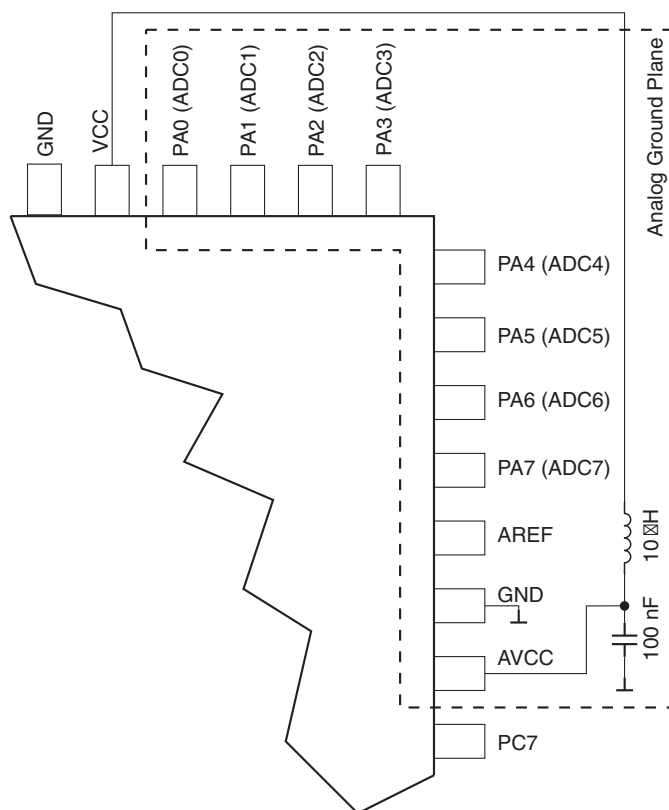 GND
VCC
PA0 (ADC0)
PA1 (ADC1)
PA2 (ADC2)
PA3 (ADC3)
Analog Ground Plane
PA4 (ADC4)
PA5 (ADC5)
PA6 (ADC6)
PA7 (ADC7)
AREF
10 H
GND
AVCC
100 nF
PC7